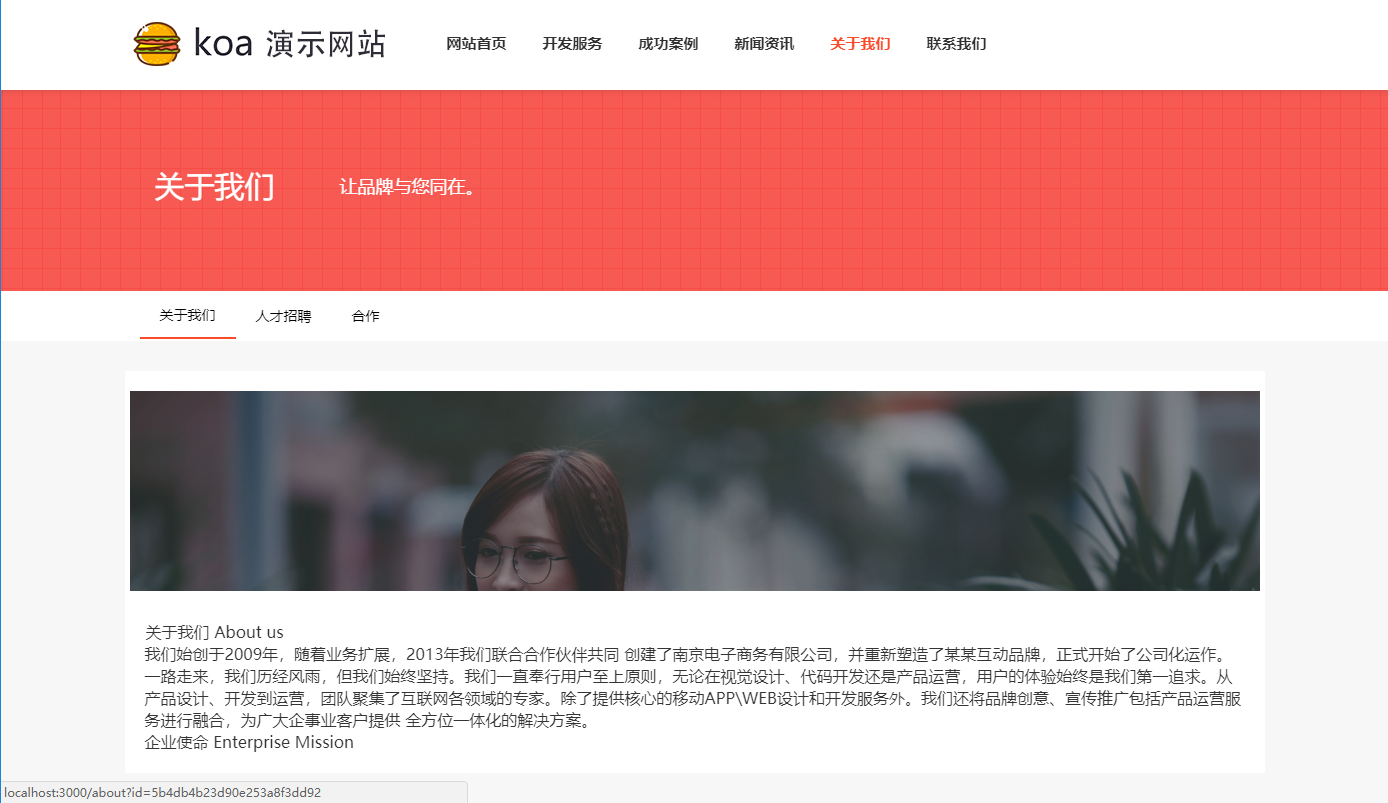 koa 演示网站
网站首页 开发服务 成功案例 新闻资讯 关于我们 联系我们
关于我们 让品牌与您同在。
关于我们 人才招聘 合作
关于我们 About us
我们始创于2009年，随着业务扩展，2013年我们联合合作伙伴共同 创建了南京电子商务有限公司，并重新塑造了某某互动品牌，正式开始了公司化运作。
一路走来，我们历经风雨，但我们始终坚持。我们一直奉行用户至上原则，无论在视觉设计、代码开发还是产品运营，用户的体验始终是我们第一追求。从
产品设计、开发到运营，团队聚集了互联网各领域的专家。除了提供核心的移动APP\WEB设计和开发服务外。我们还将品牌创意、宣传推广包括产品运营服
务进行融合，为广大企事业客户提供 全方位一体化的解决方案。
企业使命 Enterprise Mission
localhost:3000/about?id=5b4db4b23d90e253a8f3dd92